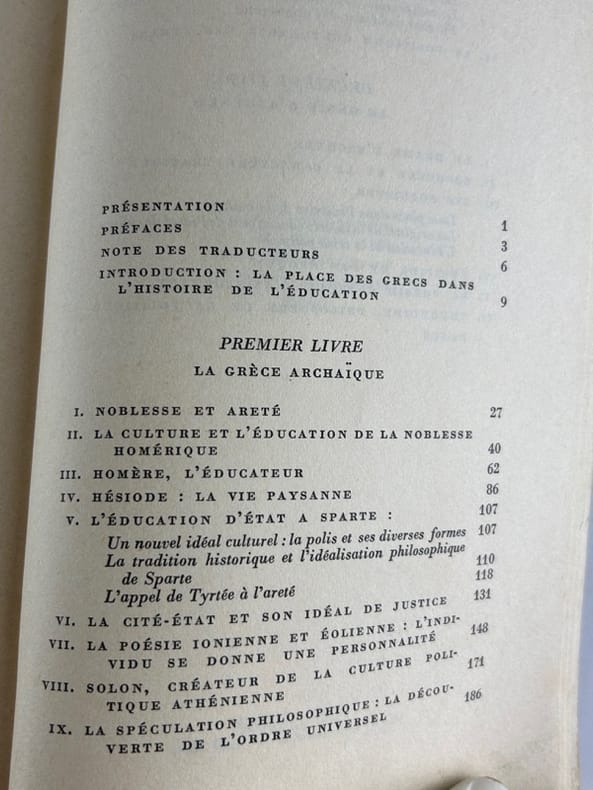 PRÉSENTATION 1
PRÉFACES 3
NOTE DES TRADUCTEURS 6
INTRODUCTION : LA PLACE DES GRECS DANS
L'HISTOIRE DE L'ÉDUCATION 9
PREMIER LIVRE
LA GRÈCE ARCHAÏQUE
I. NOBLESSE ET ARETÉ 27
II. LA CULTURE ET L'ÉDUCATION DE LA NOBLESSE
HOMÉRIQUE 40
III. HOMÈRE, L'ÉDUCATEUR 62
IV. HÉSIODE : LA VIE PAYSANNE 86
V. L'ÉDUCATION D'ÉTAT A SPARTE : 107
Un nouvel idéal culturel : la polis et ses diverses formes 107
La tradition historique et l'idéalisation philosophique
de Sparte 110
L'appel de Tyrtée à l'areté 118
VI. LA CITÉ-ÉTAT ET SON IDÉAL DE JUSTICE 131
VII. LA POÉSIE IONIENNE ET ÉOLIENNE : L'INDI-
VIDU SE DONNE UNE PERSONNALITÉ 148
VIII. SOLON, CRÉATEUR DE LA CULTURE POLI-
TIQUE ATHÉNIENNE 171
IX. LA SPÉCULATION PHILOSOPHIQUE : LA DÉCOU-
VERTE DE L'ORDRE UNIVERSEL 186